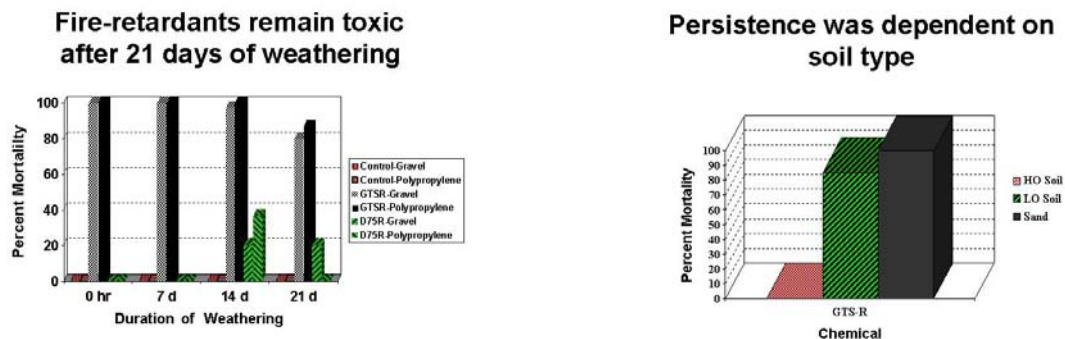 Fire-retardants remain toxic
after 21 days of weathering
Percent Mortality
100
80
60
40
20
0
0 hr
7 d
14 d
21 d
Duration of Weathering
Control-Gravel
Control-Polypropylene
GTSR-Gravel
GTSR-Polypropylene
D75R-Gravel
D75R-Polypropylene
Persistence was dependent on
soil type
Percent Mortality
100
90
80
70
60
50
40
30
20
10
0
GTS-R
Chemical
HO Soil
LO Soil
Sand